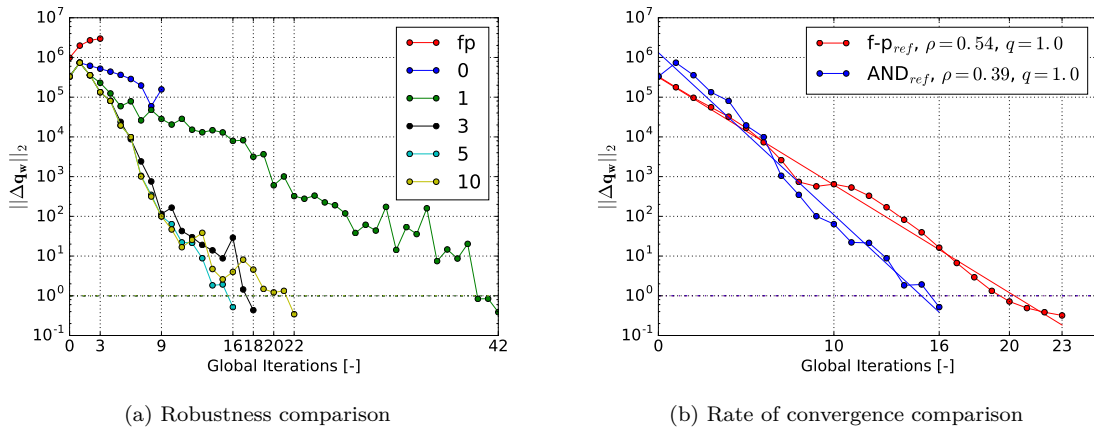 10^7
10^6
10^5
10^4
10^3
10^2
10^1
10^0
10^-1
||Δq_w||_2
0 3 9 16 18 20 22 42
Global Iterations [-]
fp
0
1
3
5
10
(a) Robustness comparison
10^7
10^6
10^5
10^4
10^3
10^2
10^1
10^0
10^-1
||Δq_w||_2
0 10 16 20 23
Global Iterations [-]
f-p_ref, ρ=0.54, q=1.0
AND_ref, ρ=0.39, q=1.0
(b) Rate of convergence comparison